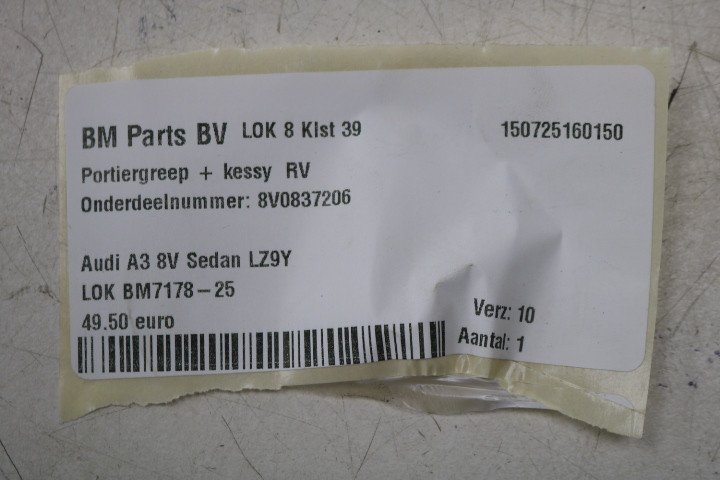 BM Parts BV LOK 8 Klst 39 150725160150
Portiergreep + kessy RV
Onderdeelnummer: 8V0837206
Audi A3 8V Sedan LZ9Y
LOK BM7178-25
49.50 euro
Verz: 10
Aantal: 1